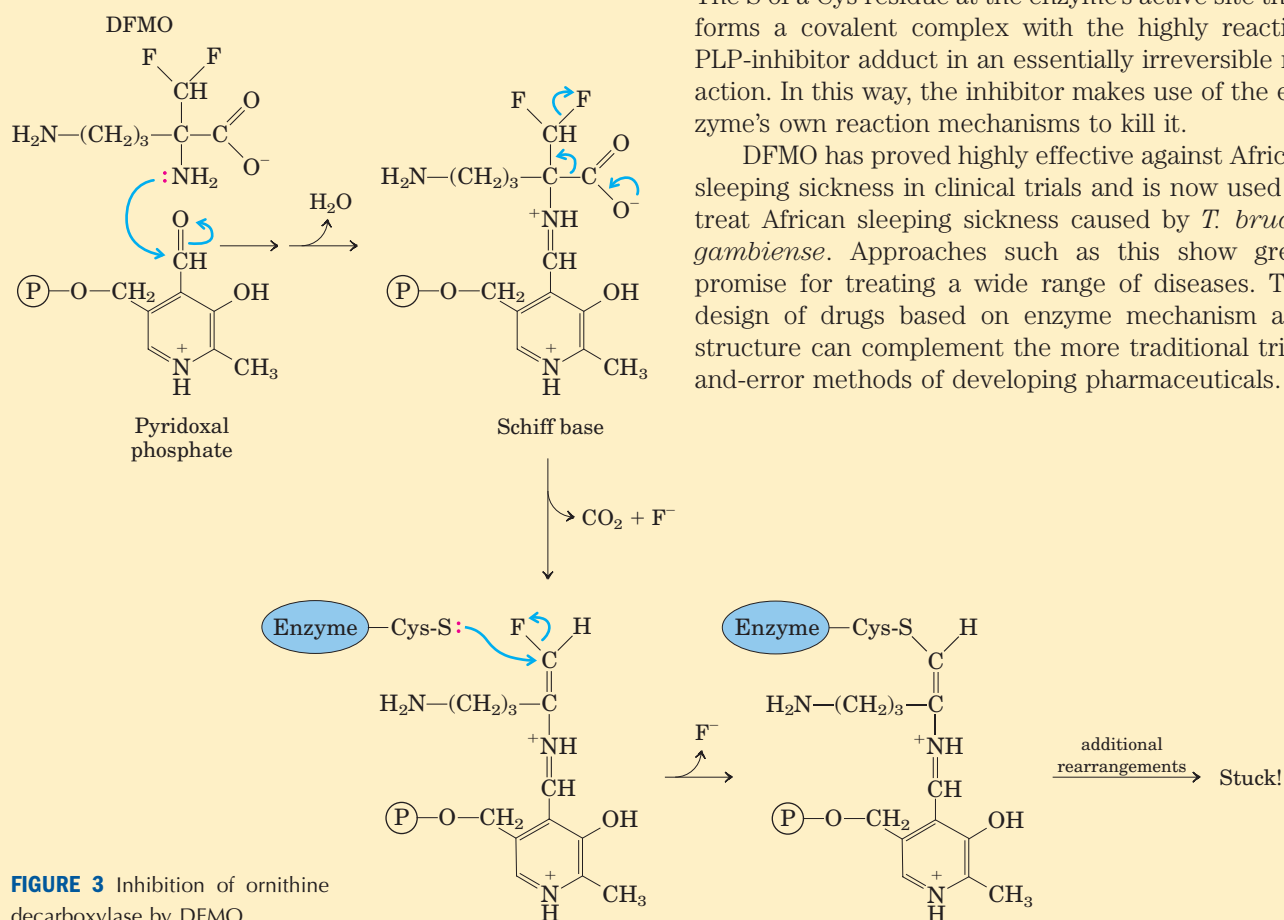 DFMO
F F
CH
H₂N—(CH₂)₃—C—C
O
O⁻
:NH₂
O
CH
P—O—CH₂
OH
+
N
H
CH₃
Pyridoxal
phosphate
H₂O
F F
CH
H₂N—(CH₂)₃—C—C
O
O⁻
+NH
CH
P—O—CH₂
OH
+
N
H
CH₃
Schiff base
forms a covalent complex with the highly
PLP-inhibitor adduct in an essentially irreversible
action. In this way, the inhibitor makes use of the
zyme's own reaction mechanisms to kill it.
DFMO has proved highly effective against
sleeping sickness in clinical trials and is now used
treat African sleeping sickness caused by T.
gambiense. Approaches such as this show
promise for treating a wide range of diseases.
design of drugs based on enzyme mechanism
structure can complement the more traditional
and-error methods of developing pharmaceuticals.
CO₂ + F⁻
Enzyme—Cys-S:
F H
C
H₂N—(CH₂)₃—C
+NH
CH
P—O—CH₂
OH
+
N
H
CH₃
F⁻
Enzyme—Cys-S
H
C
H₂N—(CH₂)₃—C
+NH
CH
P—O—CH₂
OH
+
N
H
CH₃
additional
rearrangements
Stuck!
FIGURE 3 Inhibition of ornithine
decarboxylase by DFMO